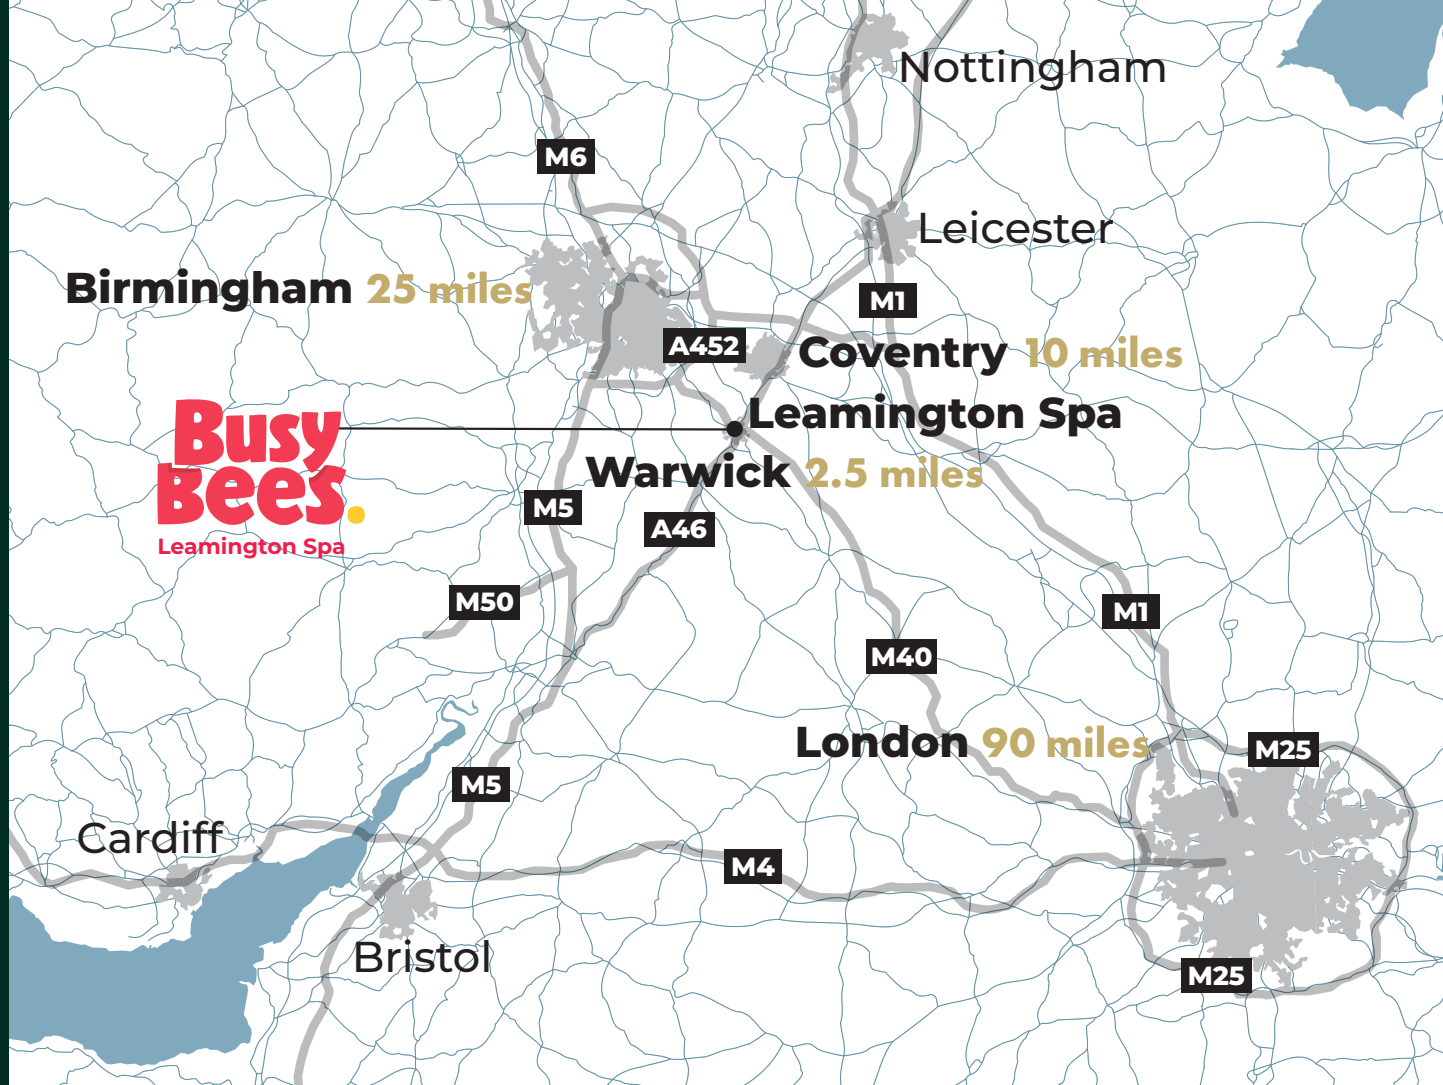 Nottingham
M6
Leicester
Birmingham 25 miles
M1
A452
Coventry 10 miles
Leamington Spa
Busy
Bees.
Leamington Spa
Warwick 2.5 miles
M5
A46
M50
M1
M40
London 90 miles
M25
M5
Cardiff
M4
Bristol
M25